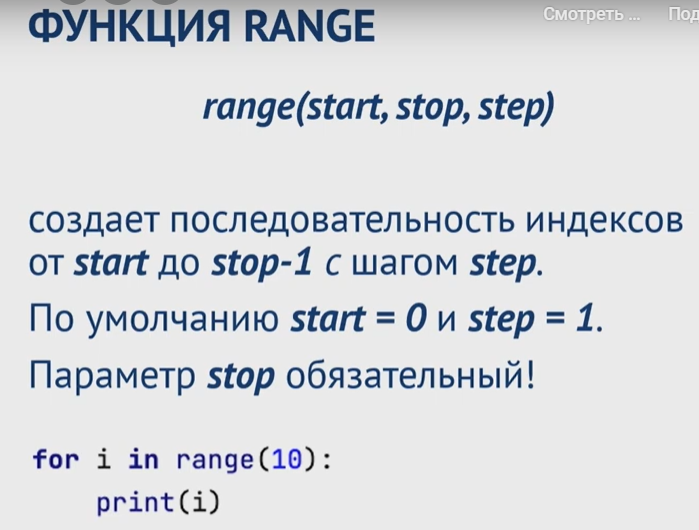 Смотреть ...
ФУНКЦИЯ RANGE
range(start, stop, step)
создает последовательность индексов
от start до stop-1 с шагом step.
По умолчанию start = 0 и step = 1.
Параметр stop обязательный!
for i in range(10):
    print(i)